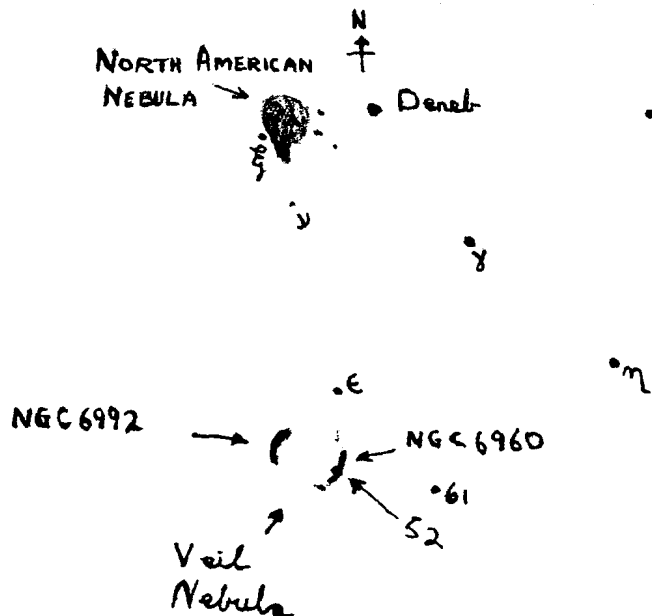 N
NORTH AMERICAN
NEBULA
Deneb
ξ
ν
γ
η
ε
NGC 6992
NGC 6960
61
52
Veil
Nebula